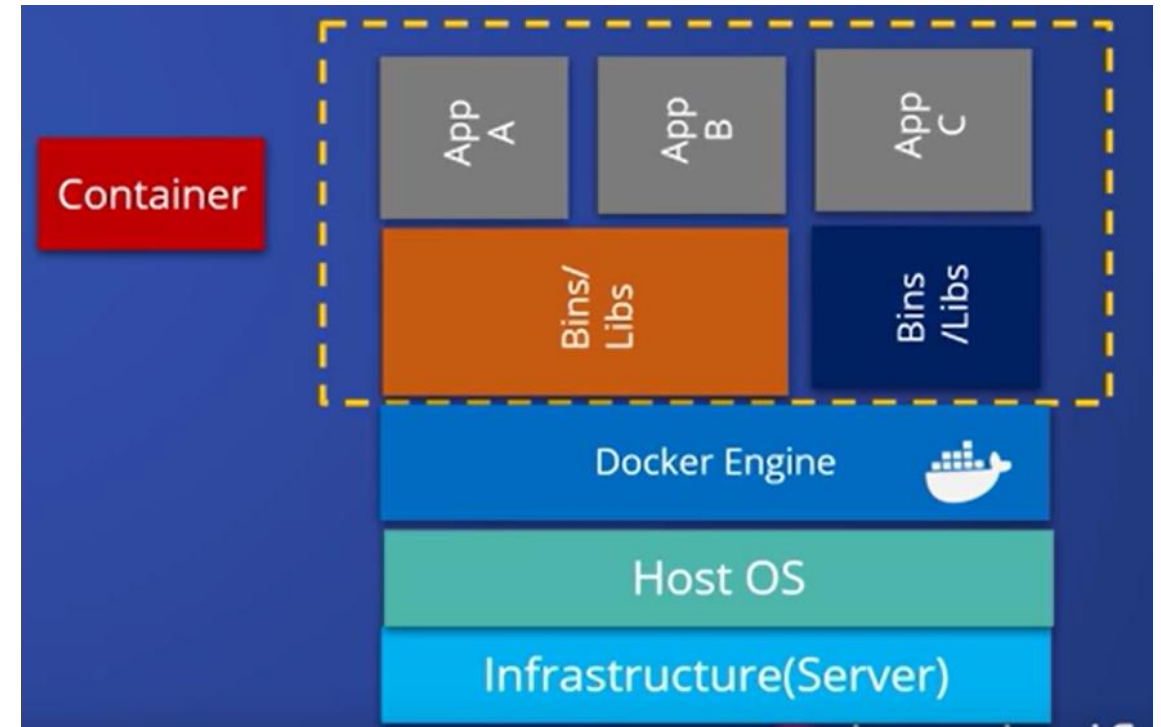 Container
App
A
App
B
App
C
Bins/
Libs
Bins
/Libs
Docker Engine
Host OS
Infrastructure(Server)